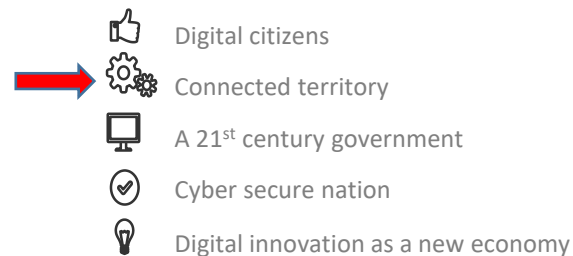 Digital citizens
Connected territory
A 21st century government
Cyber secure nation
Digital innovation as a new economy